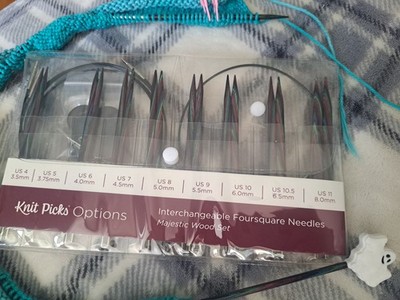 US 4 US 5 US 6 US 7 US 8 US 9 US 10 US 10.5 US 11
3.5mm 3.75mm 4.0mm 4.5mm 5.0mm 5.5mm 6.0mm 6.5mm 8.0mm
Knit Picks Options
Interchangeable Foursquare Needles
Majestic Wood Set